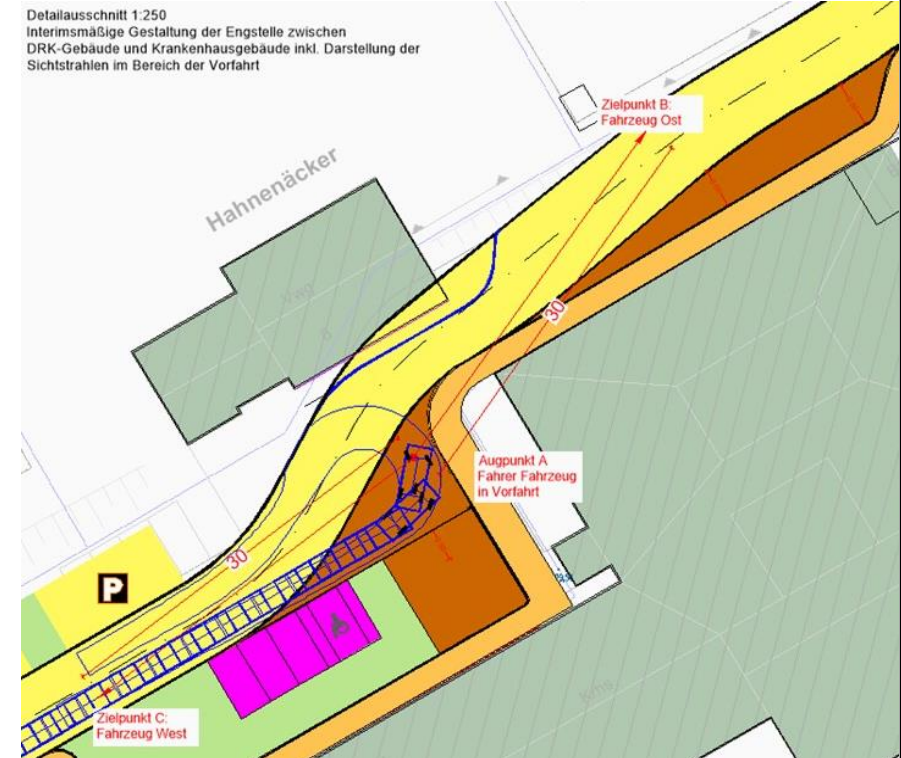 Detailausschnitt 1:250
Interimsmäßige Gestaltung der Engstelle zwischen
DRK-Gebäude und Krankenhausgebäude inkl. Darstellung der
Sichtstrahlen im Bereich der Vorfahrt
Zielpunkt B:
Fahrzeug Ost
Hahnenäcker
8
30
Augpunkt A
Fahrer Fahrzeug
in Vorfahrt
30
P
Zielpunkt C:
Fahrzeug West